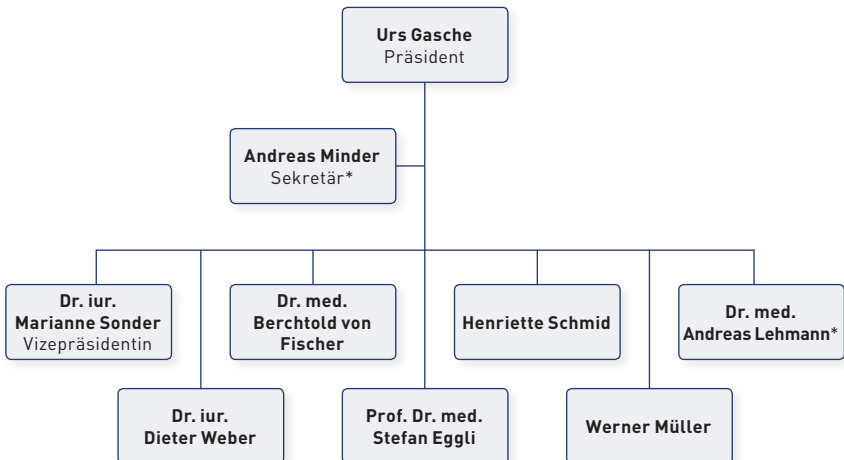 Urs Gasche
Präsident
Andreas Minder
Sekretär*
Dr. iur.
Marianne Sonder
Vizepräsidentin
Dr. med.
Berchtold von
Fischer
Henriette Schmid
Dr. med.
Andreas Lehmann*
Dr. iur.
Dieter Weber
Prof. Dr. med.
Stefan Eggli
Werner Müller